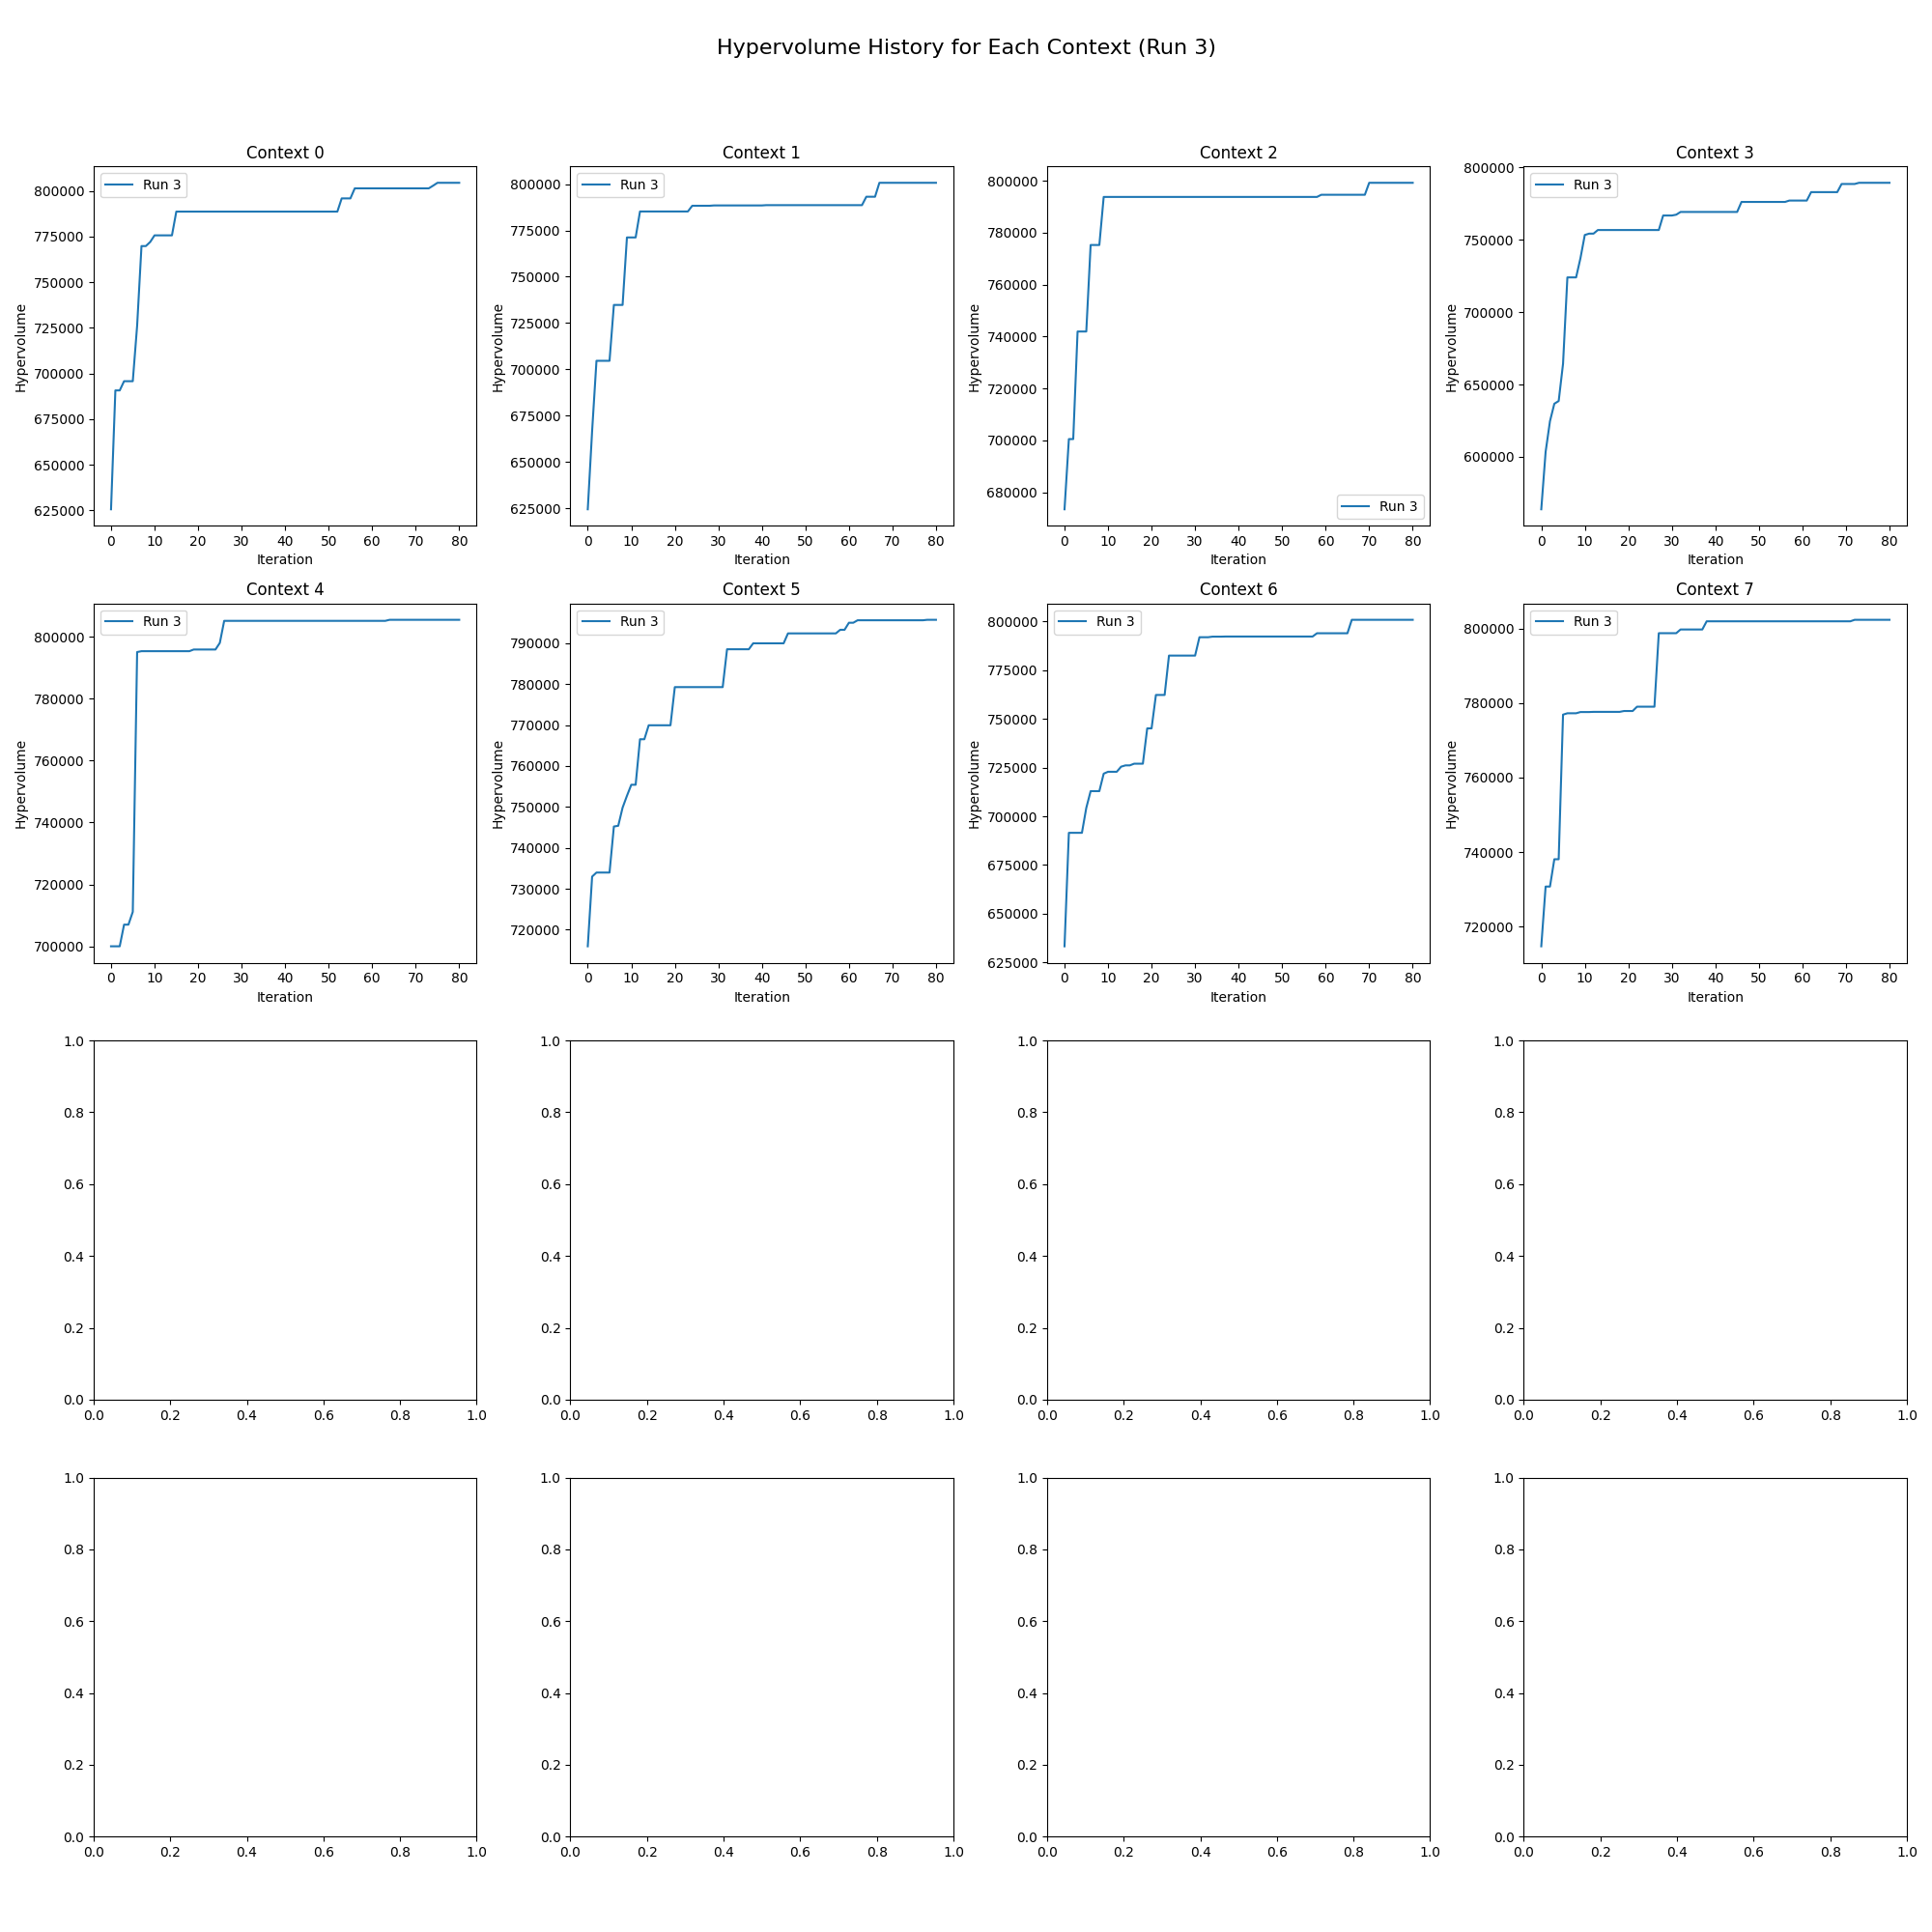 Hypervolume History for Each Context (Run 3)
Context 0
Run 3
800000
775000
750000
725000
700000
675000
650000
625000
Hypervolume
0 10 20 30 40 50 60 70 80
Iteration
Context 1
Run 3
800000
775000
750000
725000
700000
675000
650000
625000
Hypervolume
0 10 20 30 40 50 60 70 80
Iteration
Context 2
Run 3
800000
780000
760000
740000
720000
700000
680000
Hypervolume
0 10 20 30 40 50 60 70 80
Iteration
Context 3
Run 3
800000
750000
700000
650000
600000
Hypervolume
0 10 20 30 40 50 60 70 80
Iteration
Context 4
Run 3
800000
780000
760000
740000
720000
700000
Hypervolume
0 10 20 30 40 50 60 70 80
Iteration
Context 5
Run 3
790000
780000
770000
760000
750000
740000
730000
720000
Hypervolume
0 10 20 30 40 50 60 70 80
Iteration
Context 6
Run 3
800000
775000
750000
725000
700000
675000
650000
625000
Hypervolume
0 10 20 30 40 50 60 70 80
Iteration
Context 7
Run 3
800000
780000
760000
740000
720000
Hypervolume
0 10 20 30 40 50 60 70 80
Iteration
1.0
0.8
0.6
0.4
0.2
0.0
0.0 0.2 0.4 0.6 0.8 1.0
1.0
0.8
0.6
0.4
0.2
0.0
0.0 0.2 0.4 0.6 0.8 1.0
1.0
0.8
0.6
0.4
0.2
0.0
0.0 0.2 0.4 0.6 0.8 1.0
1.0
0.8
0.6
0.4
0.2
0.0
0.0 0.2 0.4 0.6 0.8 1.0
1.0
0.8
0.6
0.4
0.2
0.0
0.0 0.2 0.4 0.6 0.8 1.0
1.0
0.8
0.6
0.4
0.2
0.0
0.0 0.2 0.4 0.6 0.8 1.0
1.0
0.8
0.6
0.4
0.2
0.0
0.0 0.2 0.4 0.6 0.8 1.0
1.0
0.8
0.6
0.4
0.2
0.0
0.0 0.2 0.4 0.6 0.8 1.0